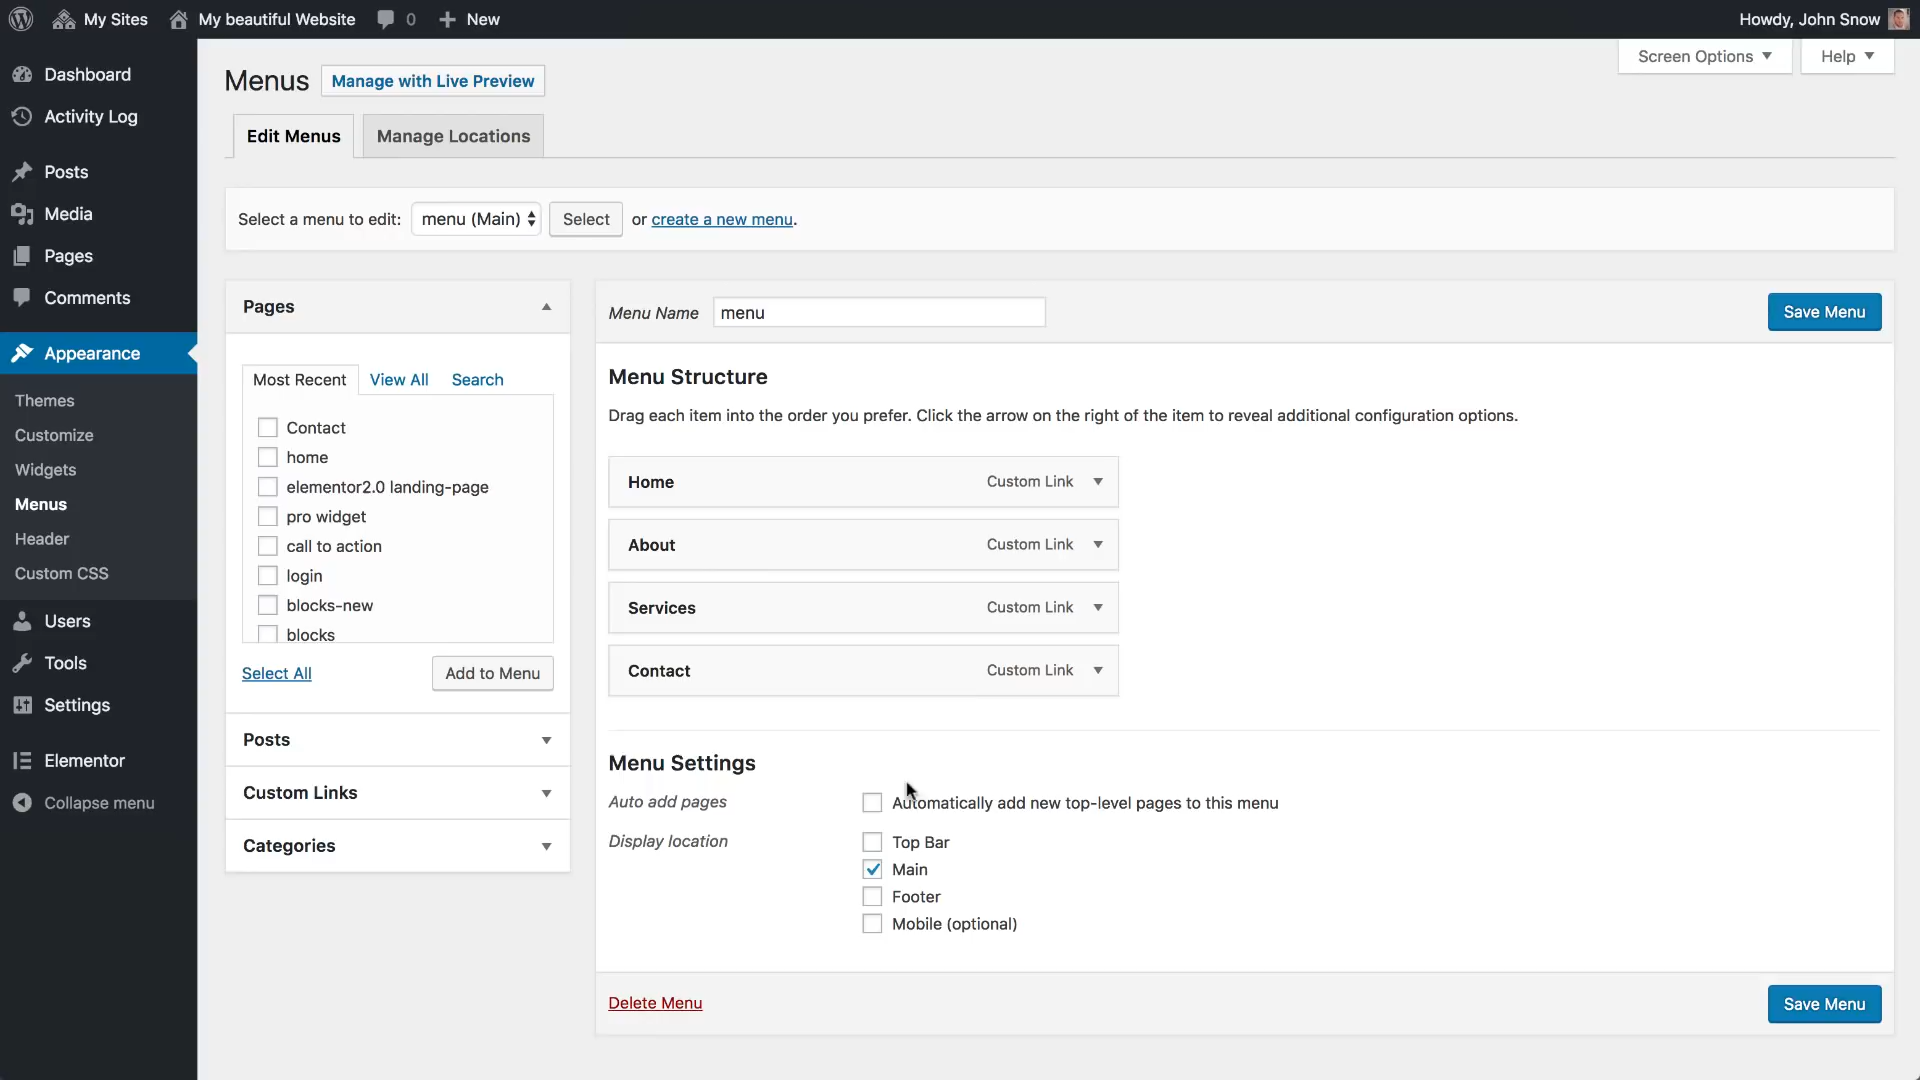 My Sites My beautiful Website 0 New Howdy, John Snow
Screen Options Help
Dashboard
Activity Log
Posts
Media
Pages
Comments
Appearance
Themes
Customize
Widgets
Menus
Header
Custom CSS
Users
Tools
Settings
Elementor
Collapse menu
Menus Manage with Live Preview
Edit Menus Manage Locations
Select a menu to edit: menu (Main) Select or create a new menu.
Pages
Most Recent View All Search
Contact
home
elementor2.0 landing-page
pro widget
call to action
login
blocks-new
blocks
Select All Add to Menu
Posts
Custom Links
Categories
Menu Name menu Save Menu
Menu Structure
Drag each item into the order you prefer. Click the arrow on the right of the item to reveal additional configuration options.
Home Custom Link
About Custom Link
Services Custom Link
Contact Custom Link
Menu Settings
Auto add pages Automatically add new top-level pages to this menu
Display location Top Bar
Main
Footer
Mobile (optional)
Delete Menu Save Menu